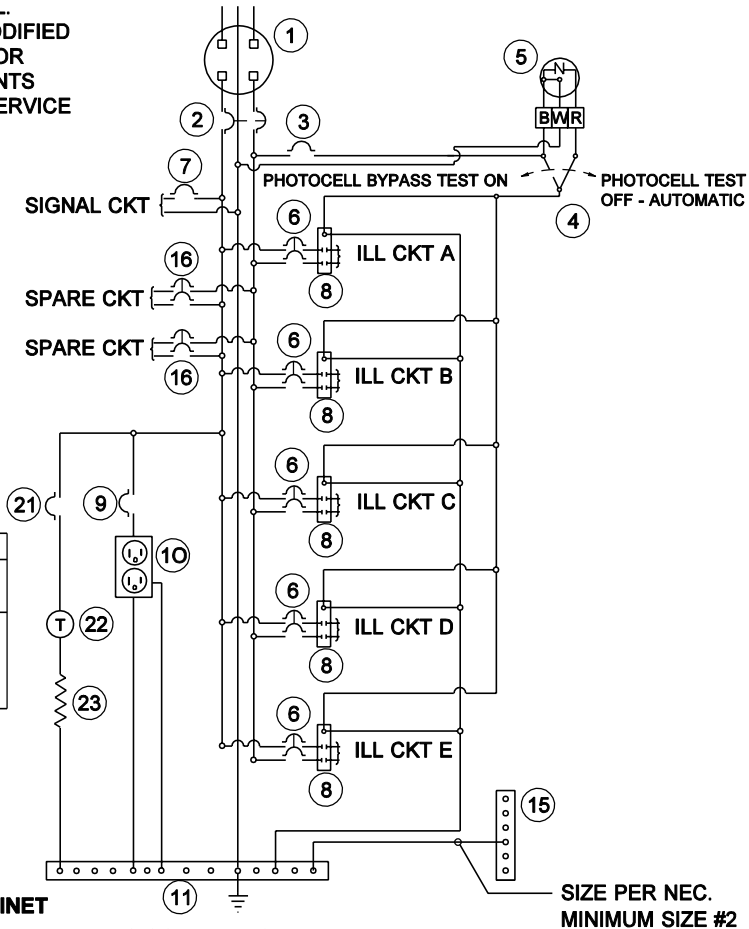 L.
ODIFIED
OR
NTS
ERVICE
1
5
N
2
3
B W R
7
PHOTOCELL BYPASS TEST ON
PHOTOCELL TEST
OFF - AUTOMATIC
SIGNAL CKT
6
4
ILL CKT A
16
8
SPARE CKT
SPARE CKT
6
16
ILL CKT B
8
6
21
9
ILL CKT C
10
8
6
T
22
ILL CKT D
8
23
6
ILL CKT E
8
15
11
INET
SIZE PER NEC.
MINIMUM SIZE #2